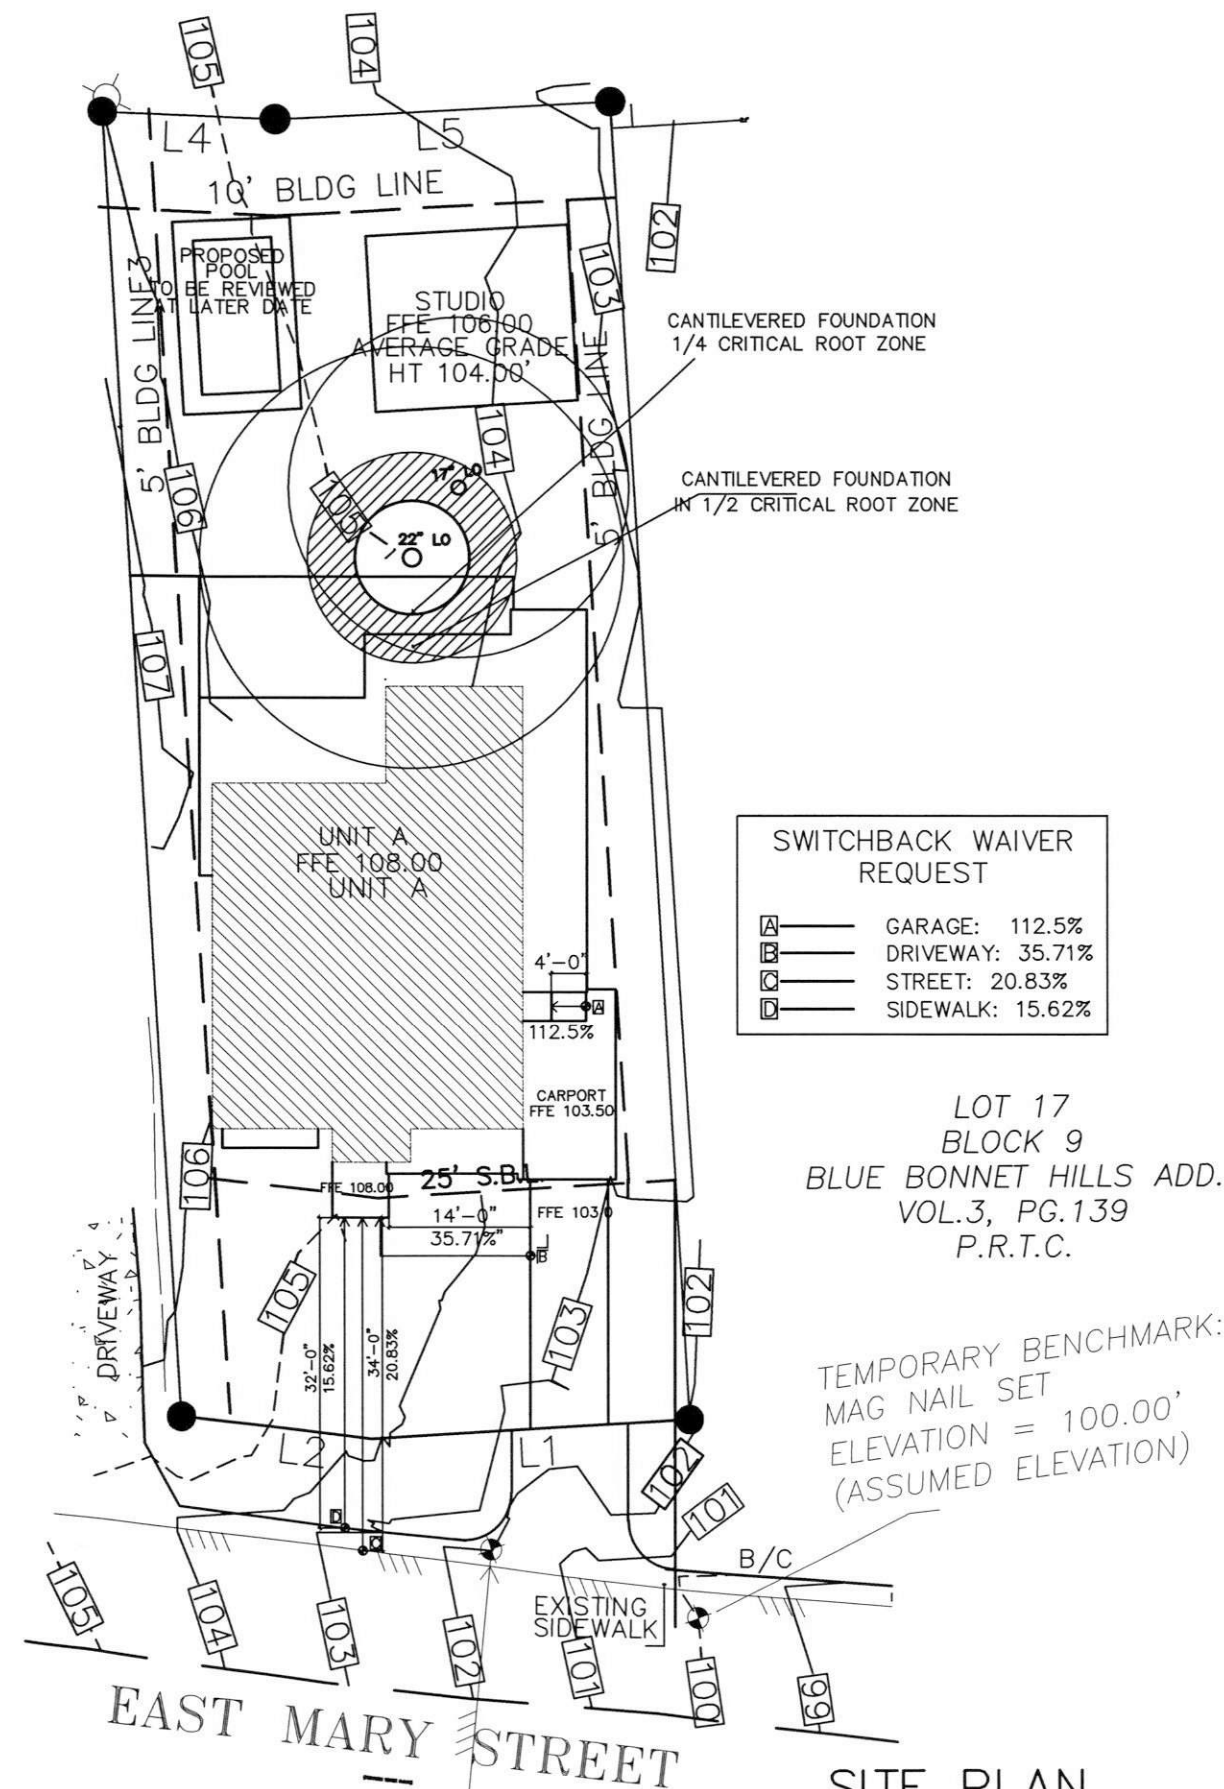 105
104
L4
L5
10' BLDG LINE
102
103
PROPOSED
POOL
TO BE REVIEWED
AT LATER DATE
5' BLDG LINE
STUDIO
FFE 106.00
AVERAGE GRADE
HT 104.00'
5' BLDG LINE
CANTILEVERED FOUNDATION
1/4 CRITICAL ROOT ZONE
104
17" LO
105
106
CANTILEVERED FOUNDATION
IN 1/2 CRITICAL ROOT ZONE
22" LO
107
UNIT A
FFE 108.00
UNIT A
SWITCHBACK WAIVER
REQUEST
A GARAGE: 112.5%
B DRIVEWAY: 35.71%
C STREET: 20.83%
D SIDEWALK: 15.62%
4'-0"
A
112.5%
CARPORT
FFE 103.50
LOT 17
BLOCK 9
BLUE BONNET HILLS ADD.
VOL.3, PG.139
P.R.T.C.
106
FFE 108.00
25' S.B.
14'-0"
35.71%
FFE 103.0
B
DRIVEWAY
105
103
102
32'-0"
15.62%
34'-0"
20.83%
TEMPORARY BENCHMARK:
MAG NAIL SET
ELEVATION = 100.00'
(ASSUMED ELEVATION)
L2
L1
102
101
D
C
B/C
EXISTING
SIDEWALK
105
104
103
102
101
100
99
EAST MARY STREET
SITE PLAN